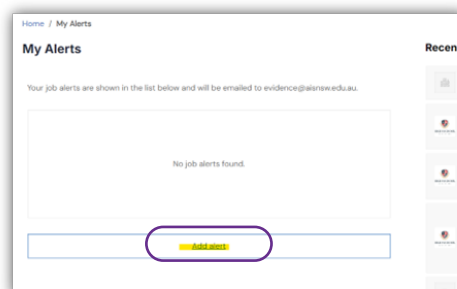 Home / My Alerts
My Alerts
Recen
Your job alerts are shown in the list below and will be emailed to evidence@aisnsw.edu.au.
No job alerts found.
Add alert